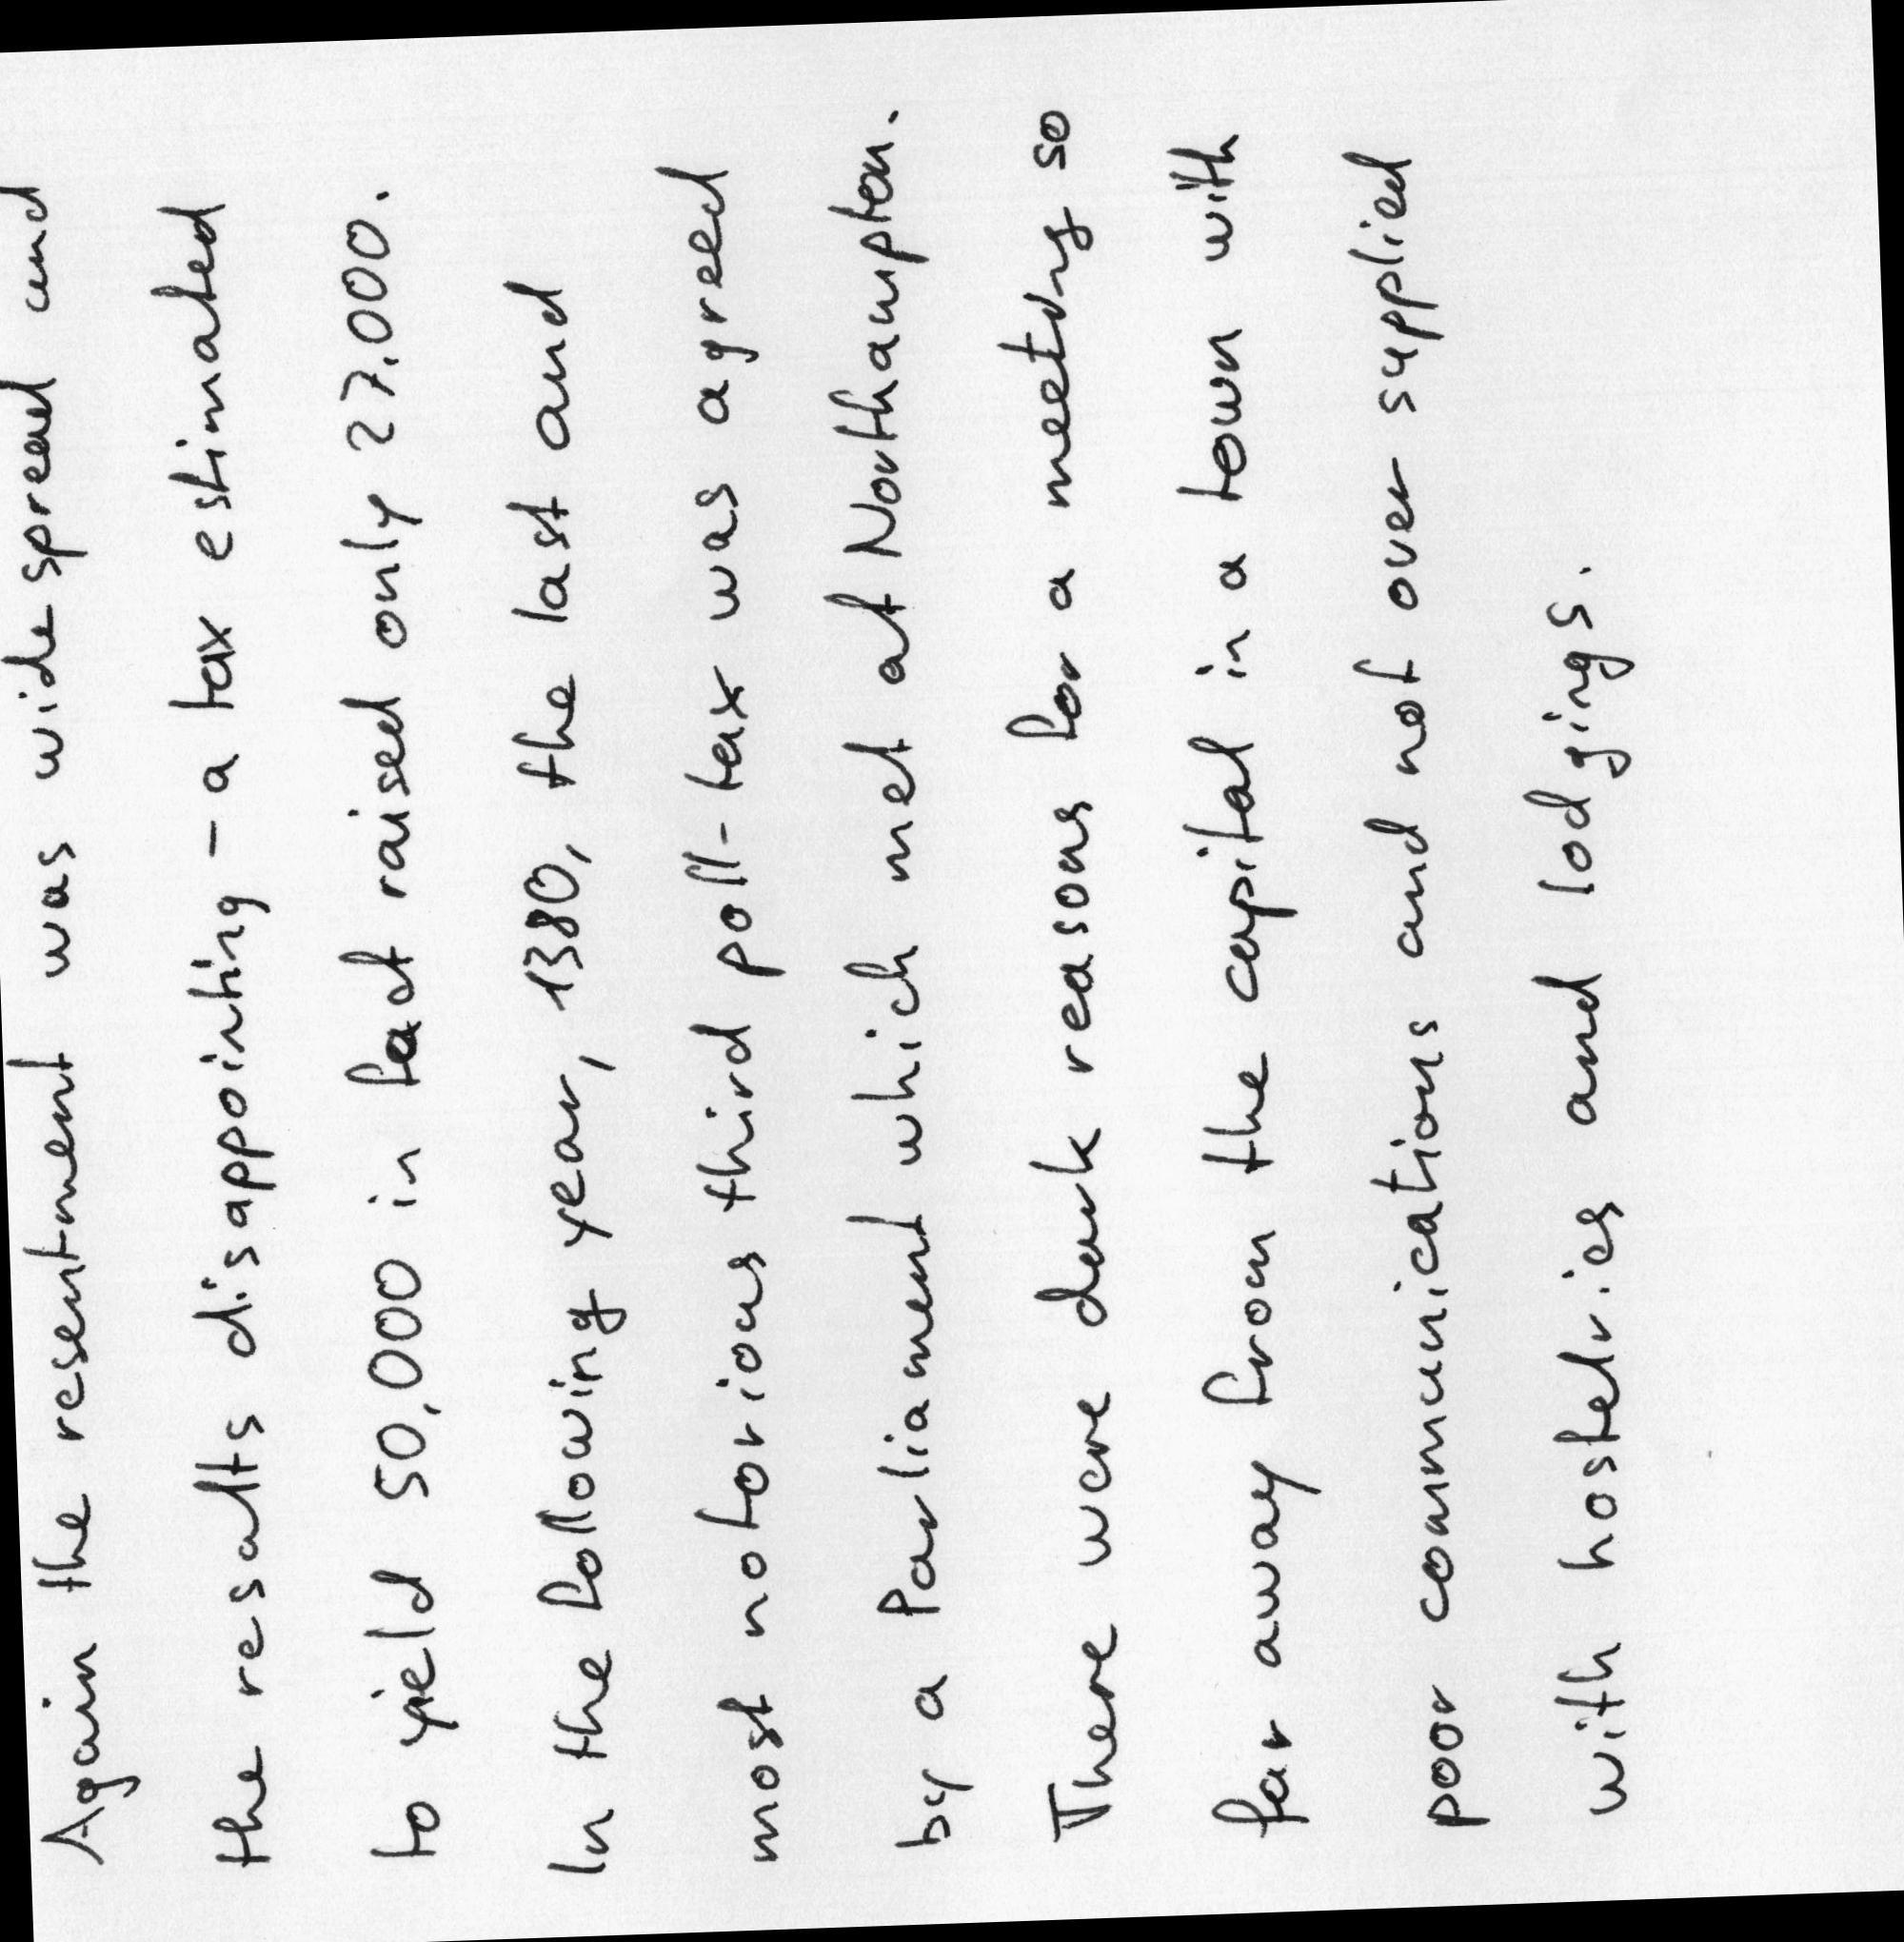 Again the resentment was widespread and
the results disappointing - a tax estimated
to yield 50,000 in fact raised only 27,000.
In the following year, 1380, the last and
most notorious third poll-tax was agreed
by a Parliament which met at Northampton.
There were dark reasons for a meeting so
far away from the capital in a town with
poor communications and not over supplied
with hostelries and lodgings.